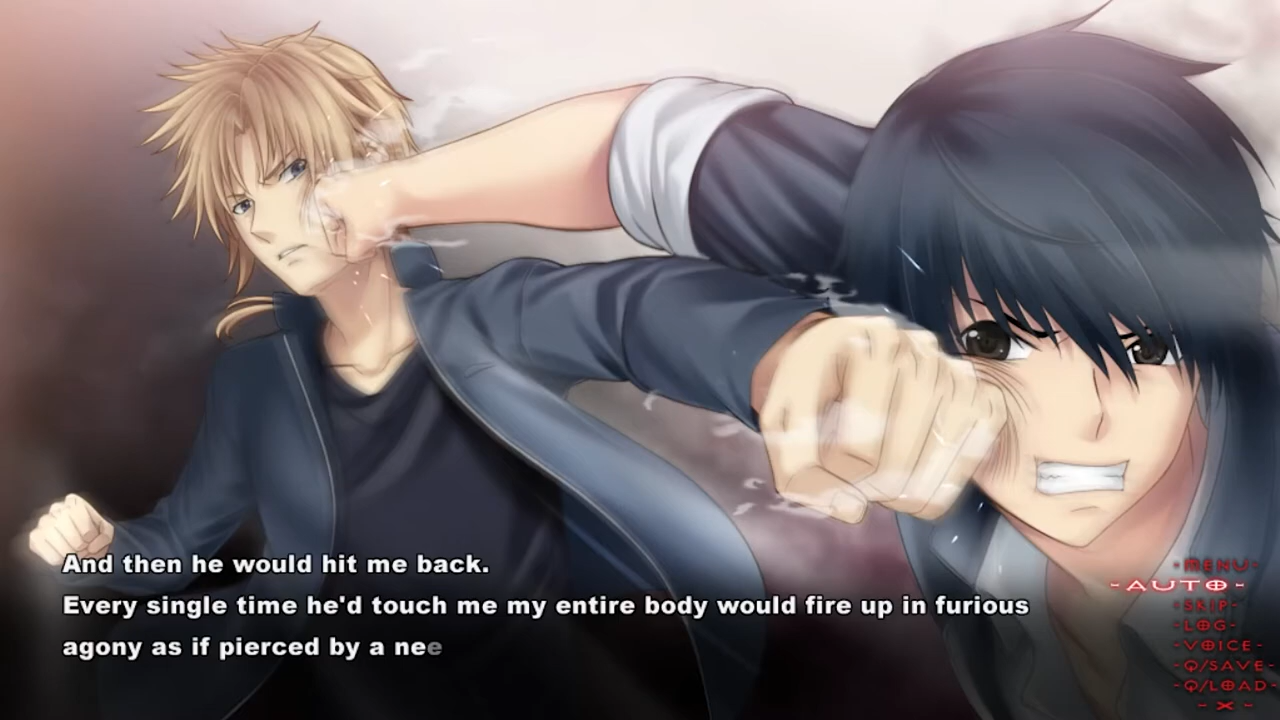 And then he would hit me back.
Every single time he'd touch me my entire body would fire up in furious
agony as if pierced by a nee
-MENU-
-AUTO-
-SKIP-
-LOG-
-VOICE-
-Q/SAVE-
-Q/LOAD-
-X-